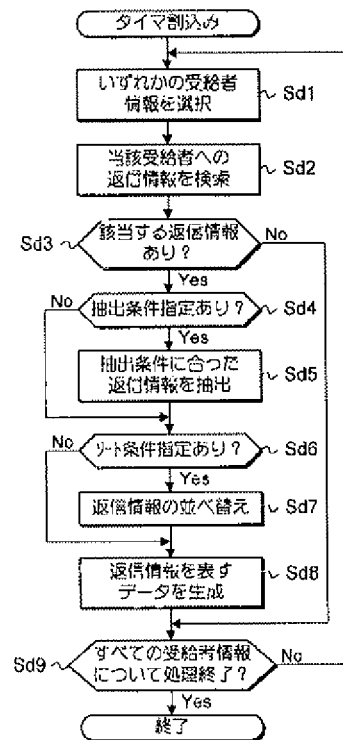 タイマ割込み
いずれかの受給者
情報を選択
Sd1
当該受給者への
返信情報を検索
Sd2
Sd3
該当する返信情報
あり?
No
Yes
No
抽出条件指定あり?
Sd4
Yes
抽出条件に合った
返信情報を抽出
Sd5
No
ソート条件指定あり?
Sd6
Yes
返信情報の並べ替え
Sd7
返信情報を表す
データを生成
Sd8
Sd9
すべての受給者情報
について処理終了?
No
Yes
終了